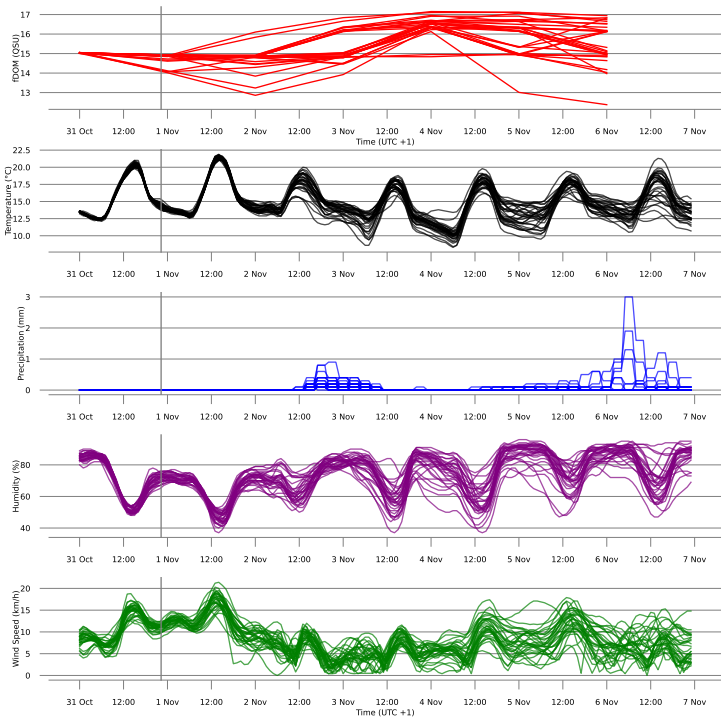 17
16
15
14
13
fDOM (QSU)
31 Oct 12:00 1 Nov 12:00 2 Nov 12:00 3 Nov 12:00 4 Nov 12:00 5 Nov 12:00 6 Nov 12:00 7 Nov
Time (UTC +1)
22.5
20.0
17.5
15.0
12.5
10.0
Temperature (°C)
31 Oct 12:00 1 Nov 12:00 2 Nov 12:00 3 Nov 12:00 4 Nov 12:00 5 Nov 12:00 6 Nov 12:00 7 Nov
3
2
1
0
Precipitation (mm)
31 Oct 12:00 1 Nov 12:00 2 Nov 12:00 3 Nov 12:00 4 Nov 12:00 5 Nov 12:00 6 Nov 12:00 7 Nov
80
60
40
Humidity (%)
31 Oct 12:00 1 Nov 12:00 2 Nov 12:00 3 Nov 12:00 4 Nov 12:00 5 Nov 12:00 6 Nov 12:00 7 Nov
20
15
10
5
0
Wind Speed (km/h)
31 Oct 12:00 1 Nov 12:00 2 Nov 12:00 3 Nov 12:00 4 Nov 12:00 5 Nov 12:00 6 Nov 12:00 7 Nov
Time (UTC +1)